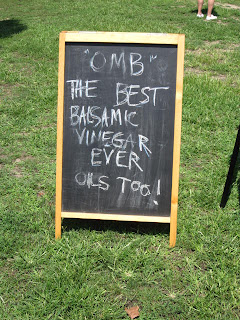 "OMB"
THE BEST
BALSAMIC
VINEGAR
EVER
OILS TOO!